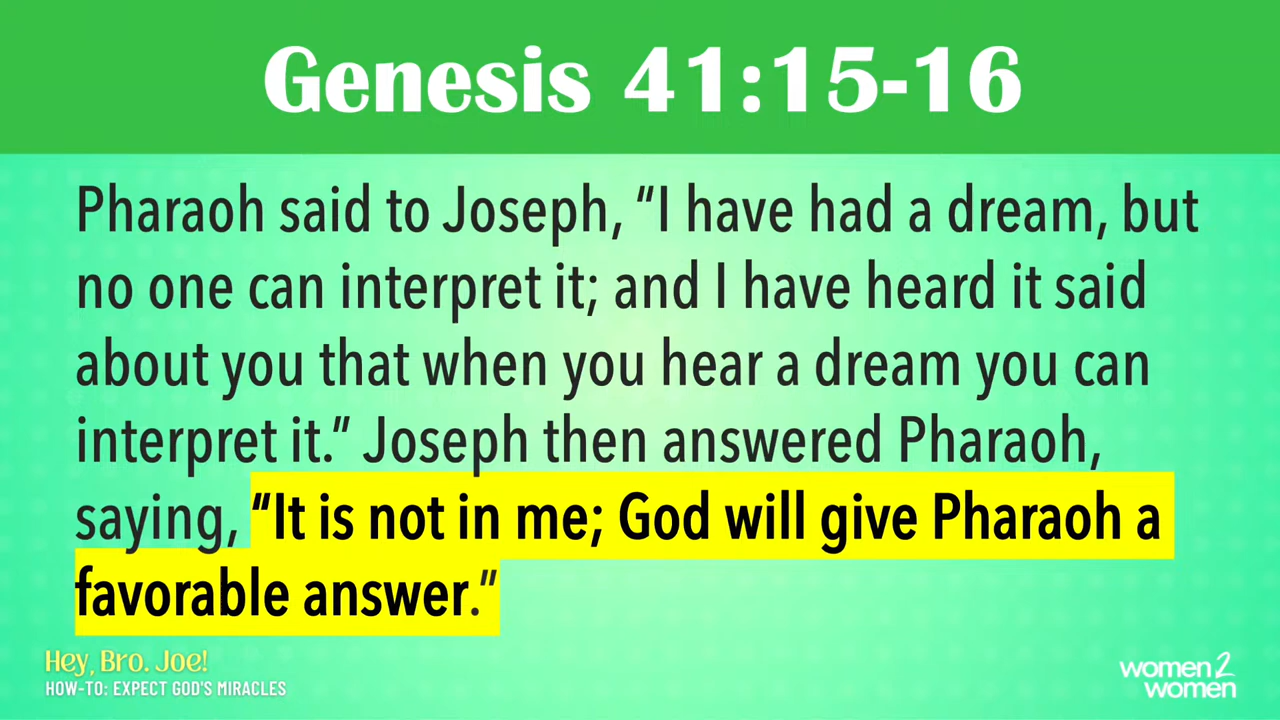 Genesis 41:15-16
Pharaoh said to Joseph, “I have had a dream, but
no one can interpret it; and I have heard it said
about you that when you hear a dream you can
interpret it.” Joseph then answered Pharaoh,
saying, “It is not in me; God will give Pharaoh a
favorable answer.”
Hey, Bro. Joe!
HOW-TO: EXPECT GOD'S MIRACLES
women2
women